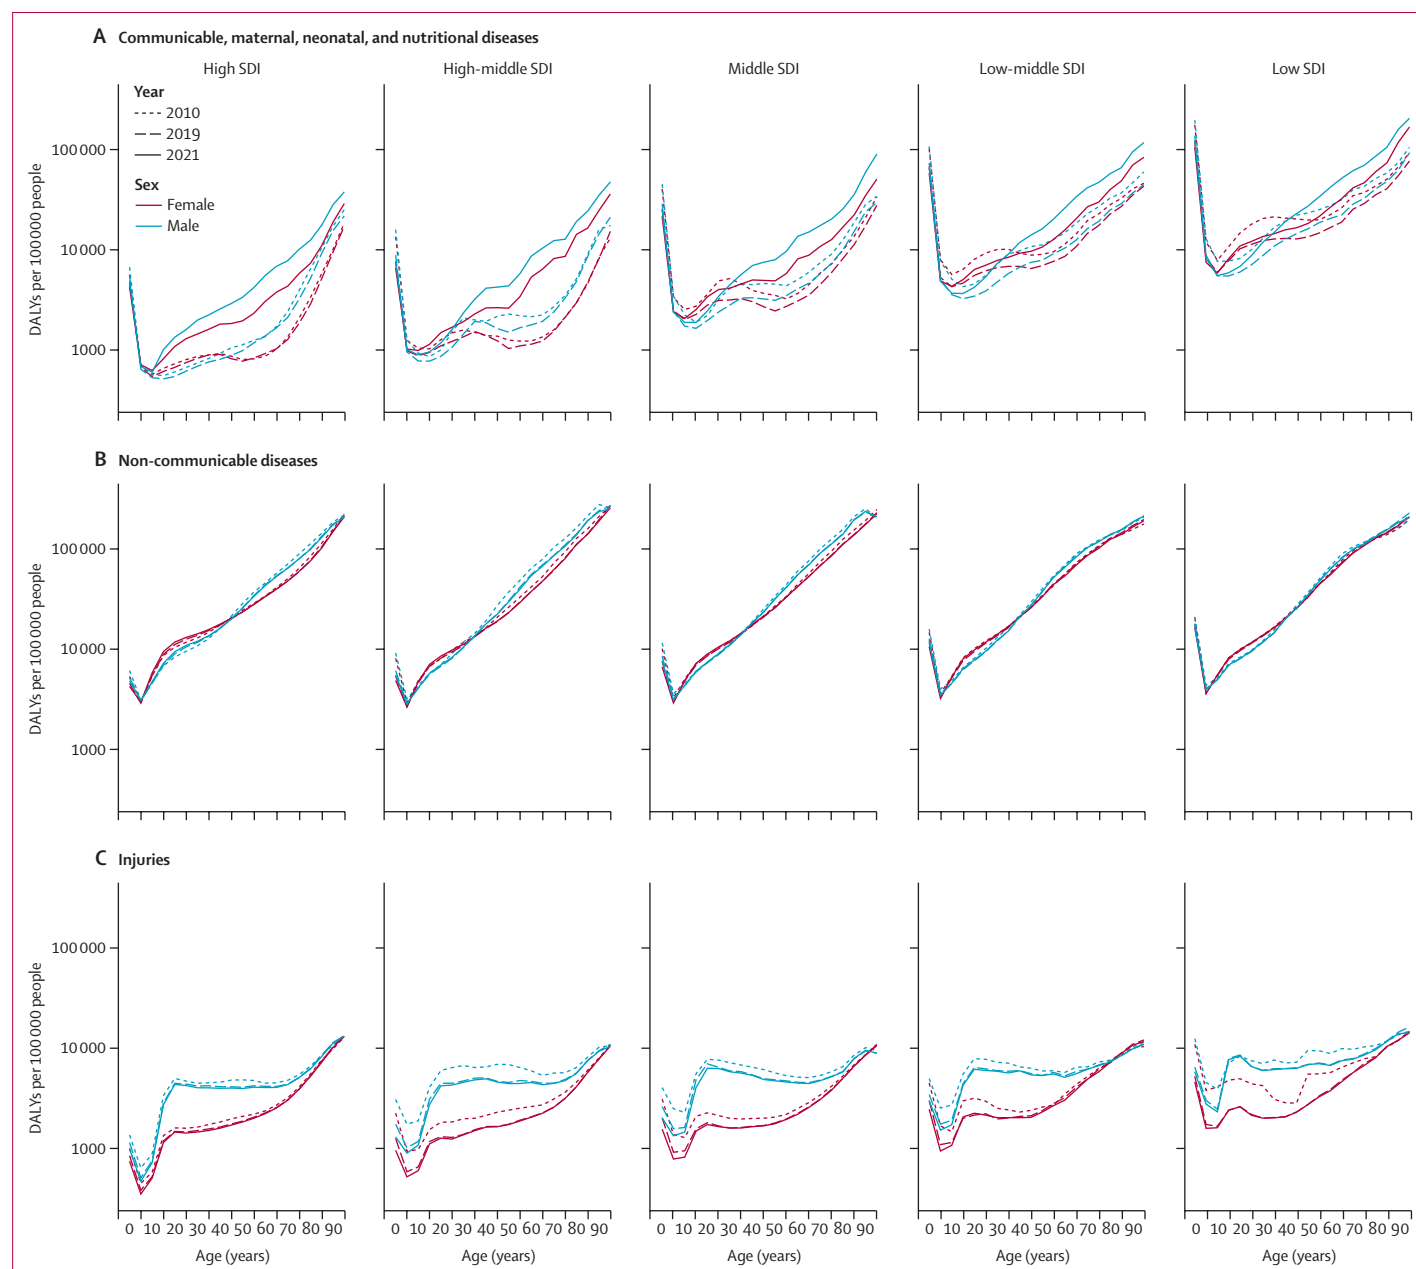 A Communicable, maternal, neonatal, and nutritional diseases
High SDI High-middle SDI Middle SDI Low-middle SDI Low SDI
Year
2010
2019
2021
Sex
Female
Male
DALYs per 100 000 people
100 000
10 000
1000
B Non-communicable diseases
DALYs per 100 000 people
100 000
10 000
1000
C Injuries
DALYs per 100 000 people
100 000
10 000
1000
0 10 20 30 40 50 60 70 80 90 0 10 20 30 40 50 60 70 80 90 0 10 20 30 40 50 60 70 80 90 0 10 20 30 40 50 60 70 80 90 0 10 20 30 40 50 60 70 80 90
Age (years) Age (years) Age (years) Age (years) Age (years)